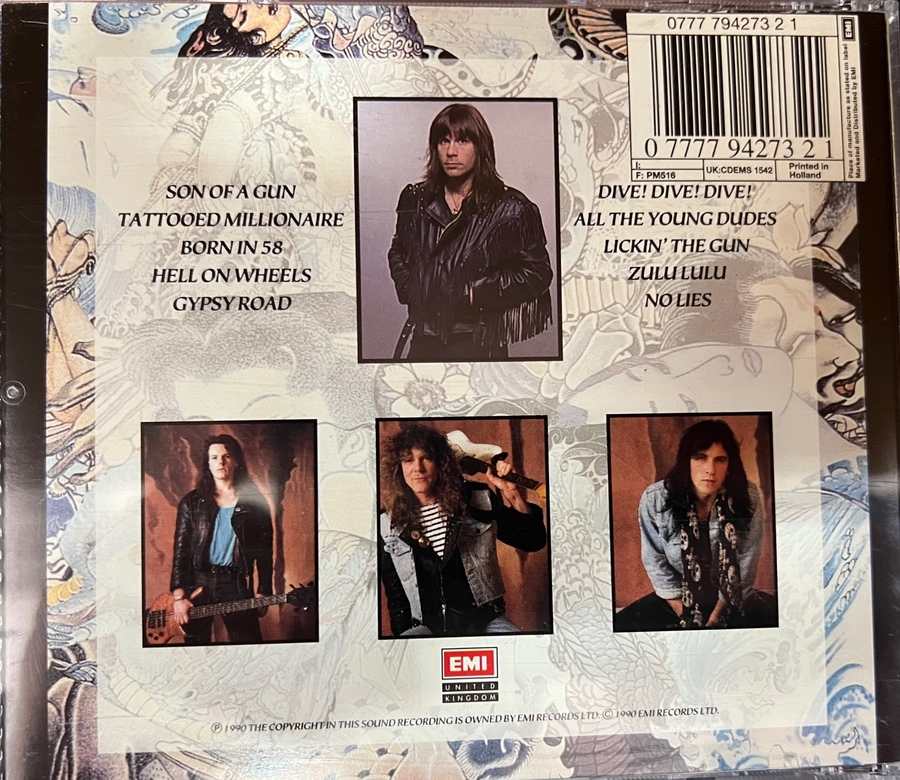 0777 794273 2 1
EMI
Place of manufacture as stated on label
Marketed and Distributed by EMI
0 7777 94273 2 1
I:
F: PM516
UK:CDEMS 1542
Printed in
Holland
SON OF A GUN
TATTOOED MILLIONAIRE
BORN IN 58
HELL ON WHEELS
GYPSY ROAD
DIVE! DIVE! DIVE!
ALL THE YOUNG DUDES
LICKIN' THE GUN
ZULU LULU
NO LIES
EMI
UNITED
KINGDOM
Ⓟ 1990 THE COPYRIGHT IN THIS SOUND RECORDING IS OWNED BY EMI RECORDS LTD. © 1990 EMI RECORDS LTD.